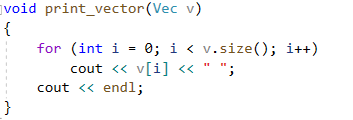 void print_vector(Vec v)
{
    for (int i = 0; i < v.size(); i++)
        cout << v[i] << " ";
    cout << endl;
}